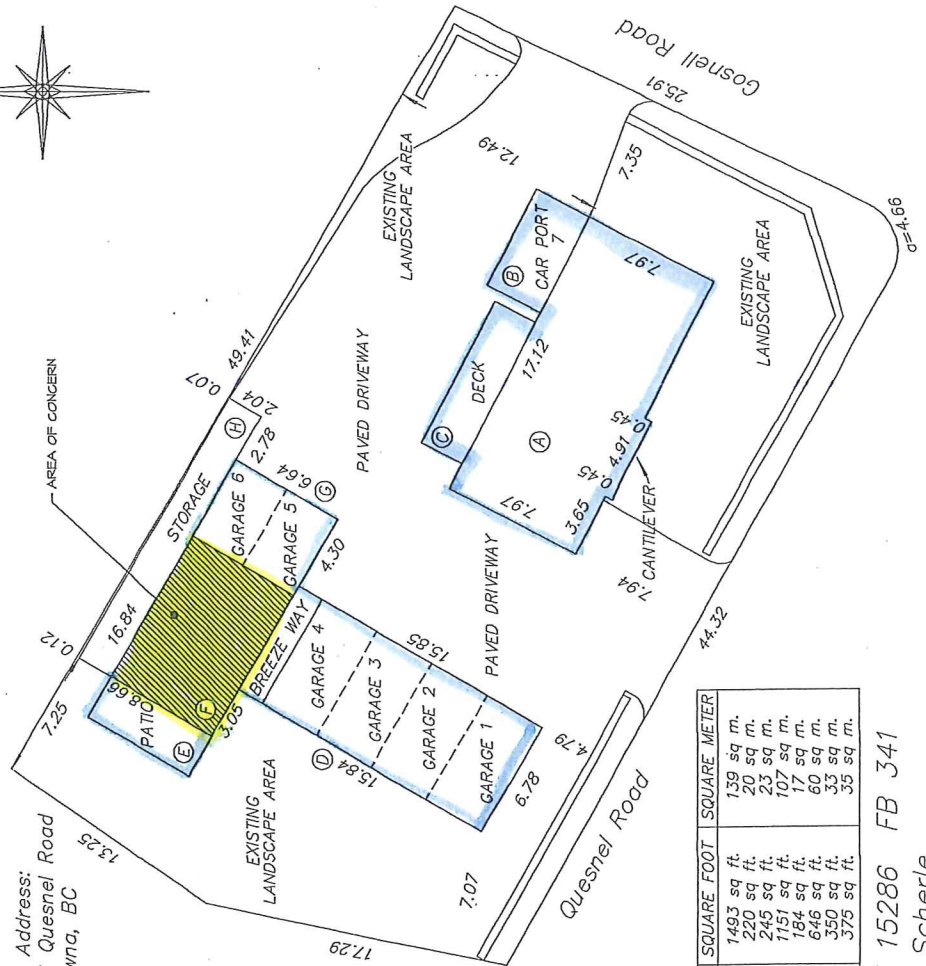 Address:
Quesnel Road
wna, BC
AREA OF CONCERN
Gosnell Road
25.91
12.49
7.35
a=4.66
EXISTING
LANDSCAPE AREA
49.41
0.07
2.04
H
2.78
STORAGE
16.84
0.12
7.25
8.66
PATIO
E
F
3.05
BREEZE WAY
GARAGE 6
GARAGE 5
6.64
G
4.30
PAVED DRIVEWAY
B
CAR PORT
7
DECK
C
17.12
A
7.97
7.97
3.65
0.45
4.91
0.45
CANTILEVER
7.94
EXISTING
LANDSCAPE AREA
PAVED DRIVEWAY
44.32
GARAGE 4
GARAGE 3
GARAGE 2
GARAGE 1
D
15.84
15.85
6.78
4.79
7.07
EXISTING
LANDSCAPE AREA
13.25
17.29
Quesnel Road
SQUARE FOOT SQUARE METER
1493 sq ft. 139 sq m.
220 sq ft. 20 sq m.
245 sq ft. 23 sq m.
1151 sq ft. 107 sq m.
184 sq ft. 17 sq m.
646 sq ft. 60 sq m.
350 sq ft. 33 sq m.
375 sq ft. 35 sq m.
15286 FB 341
Scherle